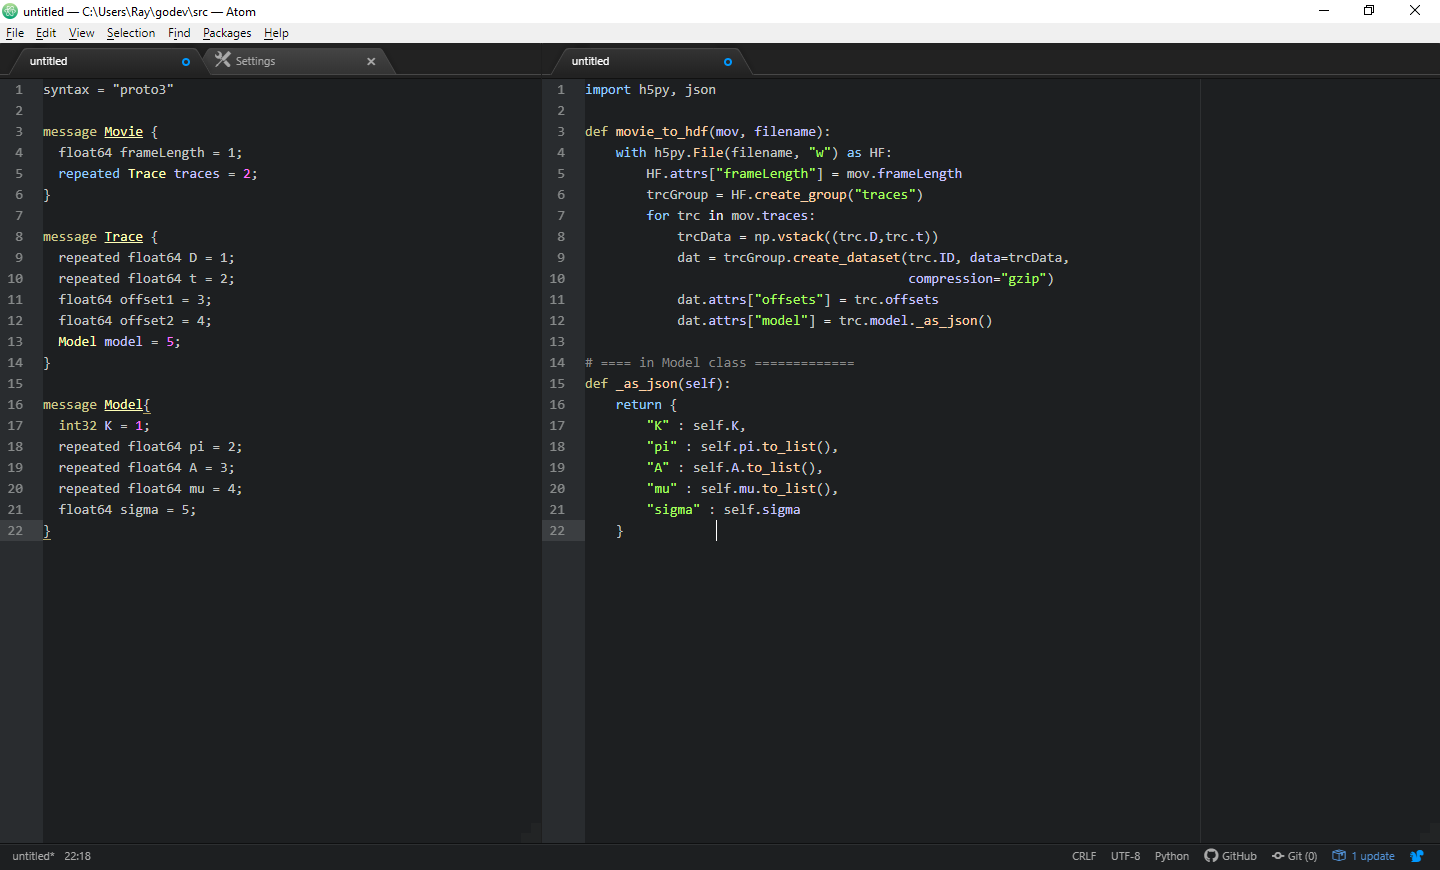 untitled — C:\Users\Ray\godev\src — Atom
File Edit View Selection Find Packages Help
untitled Settings
1 syntax = "proto3"
2
3 message Movie {
4   float64 frameLength = 1;
5   repeated Trace traces = 2;
6 }
7
8 message Trace {
9   repeated float64 D = 1;
10   repeated float64 t = 2;
11   float64 offset1 = 3;
12   float64 offset2 = 4;
13   Model model = 5;
14 }
15
16 message Model{
17   int32 K = 1;
18   repeated float64 pi = 2;
19   repeated float64 A = 3;
20   repeated float64 mu = 4;
21   float64 sigma = 5;
22 }
untitled
1 import h5py, json
2
3 def movie_to_hdf(mov, filename):
4     with h5py.File(filename, "w") as HF:
5         HF.attrs["frameLength"] = mov.frameLength
6         trcGroup = HF.create_group("traces")
7         for trc in mov.traces:
8             trcData = np.vstack((trc.D,trc.t))
9             dat = trcGroup.create_dataset(trc.ID, data=trcData,
10                                           compression="gzip")
11             dat.attrs["offsets"] = trc.offsets
12             dat.attrs["model"] = trc.model._as_json()
13
14 # ==== in Model class =============
15 def _as_json(self):
16     return {
17         "K" : self.K,
18         "pi" : self.pi.to_list(),
19         "A" : self.A.to_list(),
20         "mu" : self.mu.to_list(),
21         "sigma" : self.sigma
22     }
untitled* 22:18 CRLF UTF-8 Python GitHub Git (0) 1 update